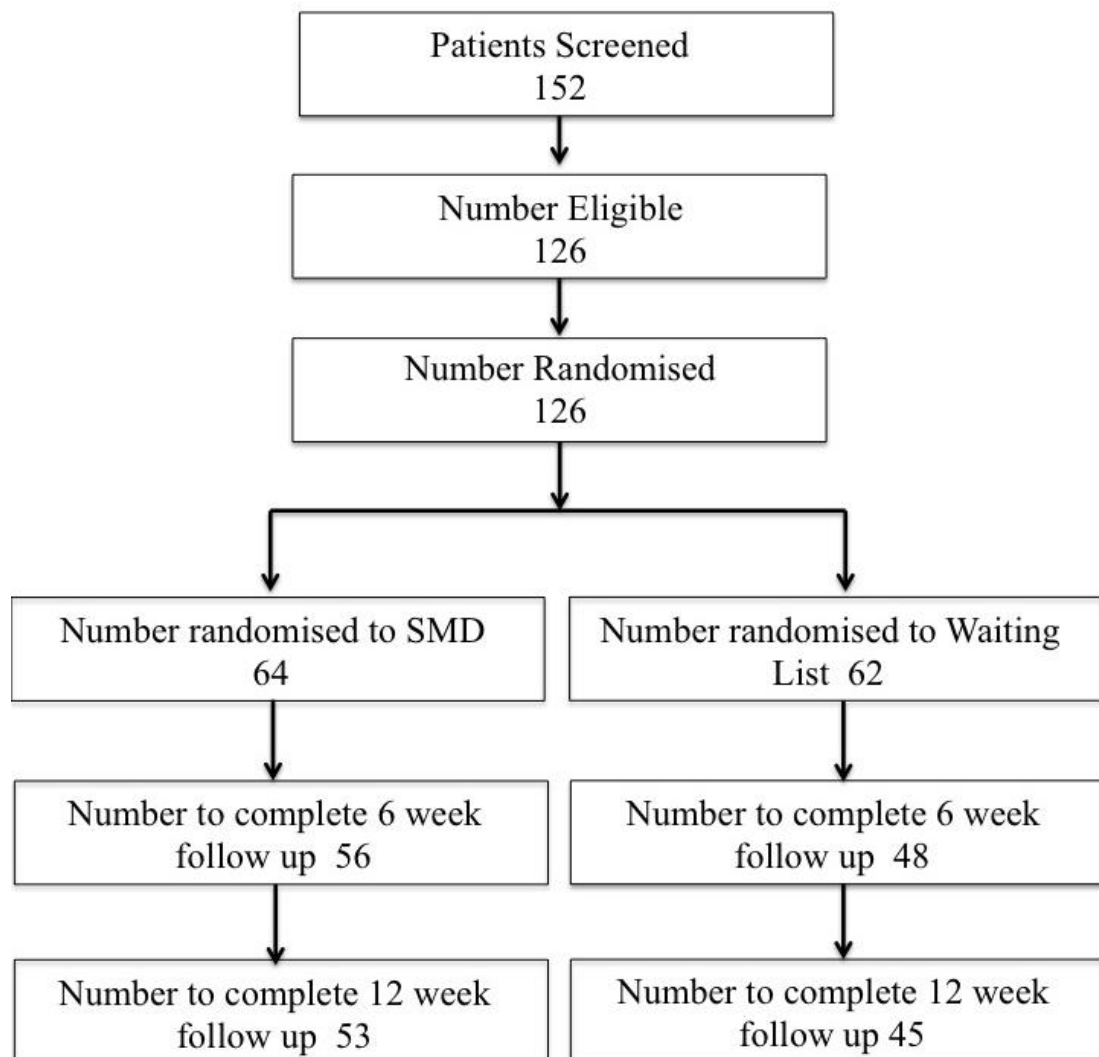 Patients Screened
152
Number Eligible
126
Number Randomised
126
Number randomised to SMD
64
Number randomised to Waiting
List 62
Number to complete 6 week
follow up 56
Number to complete 6 week
follow up 48
Number to complete 12 week
follow up 53
Number to complete 12 week
follow up 45